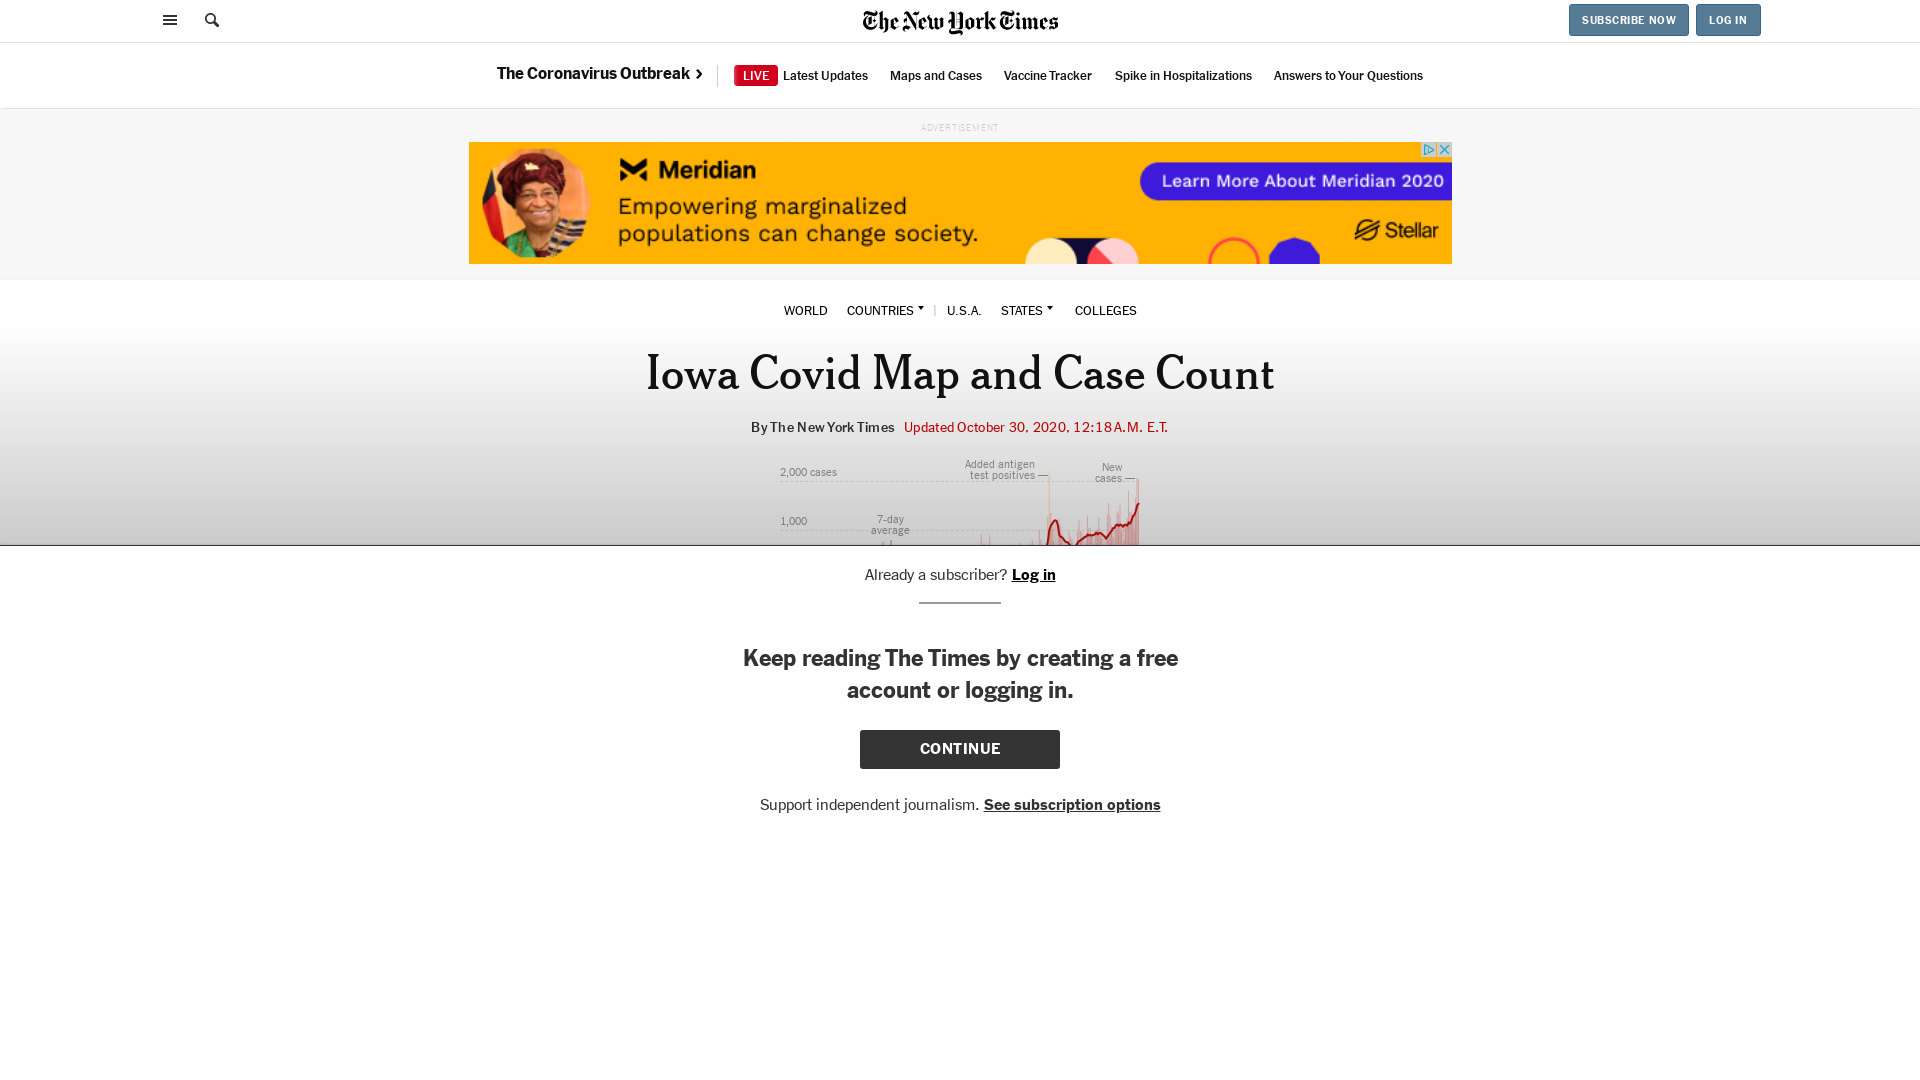 The New York Times
SUBSCRIBE NOW
LOG IN
The Coronavirus Outbreak
LIVE Latest Updates
Maps and Cases
Vaccine Tracker
Spike in Hospitalizations
Answers to Your Questions
ADVERTISEMENT
Meridian
Empowering marginalized
populations can change society.
Learn More About Meridian 2020
Stellar
WORLD
COUNTRIES
U.S.A.
STATES
COLLEGES
Iowa Covid Map and Case Count
By The New York Times Updated October 30, 2020, 12:18 A.M. E.T.
2,000 cases
Added antigen
test positives
New
cases
1,000
7-day
average
Already a subscriber? Log in
Keep reading The Times by creating a free
account or logging in.
CONTINUE
Support independent journalism. See subscription options